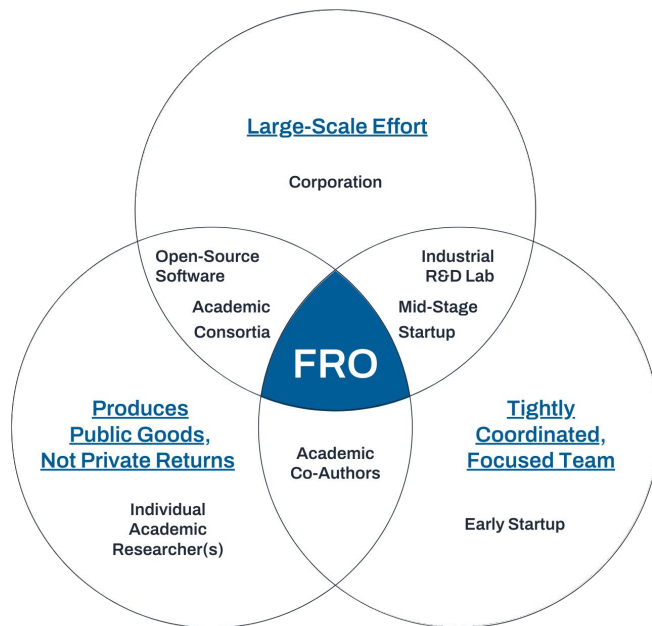 Large-Scale Effort
Corporation
Open-Source
Software
Academic
Consortia
Industrial
R&D Lab
Mid-Stage
Startup
FRO
Produces
Public Goods,
Not Private Returns
Individual
Academic
Researcher(s)
Academic
Co-Authors
Tightly
Coordinated,
Focused Team
Early Startup